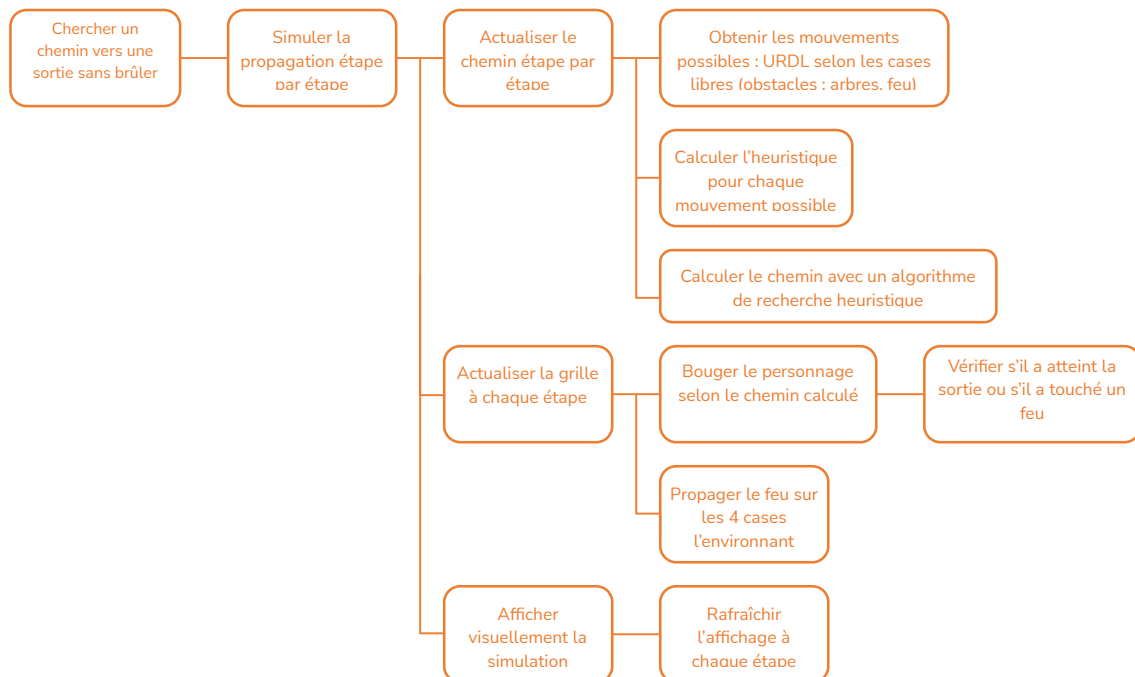 Chercher un
chemin vers une
sortie sans brûler
Simuler la
propagation étape
par étape
Actualiser le
chemin étape par
étape
Obtenir les mouvements
possibles : URDL selon les cases
libres (obstacles : arbres, feu)
Calculer l’heuristique
pour chaque
mouvement possible
Calculer le chemin avec un algorithme
de recherche heuristique
Actualiser la grille
à chaque étape
Bouger le personnage
selon le chemin calculé
Vérifier s’il a atteint la
sortie ou s’il a touché un
feu
Propager le feu sur
les 4 cases
l’environnant
Afficher
visuellement la
simulation
Rafraîchir
l’affichage à
chaque étape